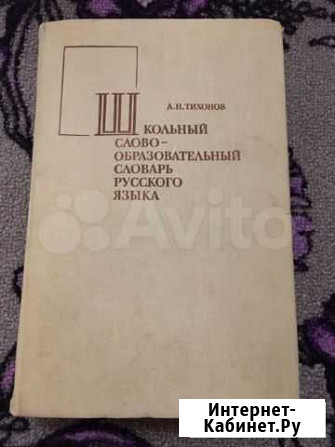 А.Н.ТИХОНОВ
ШКОЛЬНЫЙ
СЛОВО-
ОБРАЗОВАТЕЛЬНЫЙ
СЛОВАРЬ
РУССКОГО
ЯЗЫКА
Avito
Интернет-
Кабинет.Ру